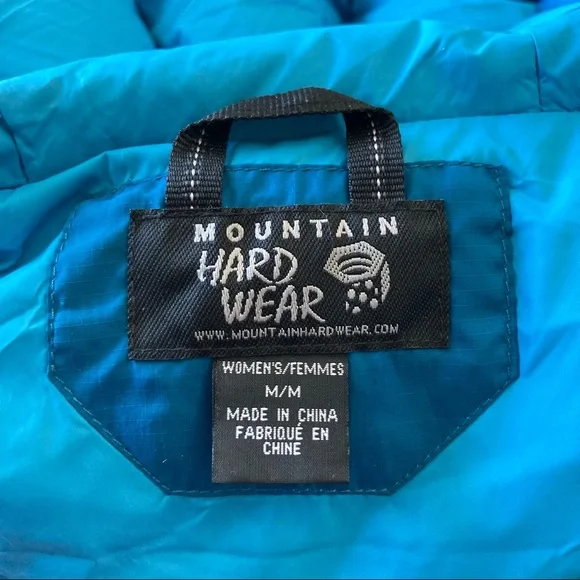 MOUNTAIN
HARD
WEAR
WWW.MOUNTAINHARDWEAR.COM
WOMEN'S/FEMMES
M/M
MADE IN CHINA
FABRIQUÉ EN
CHINE